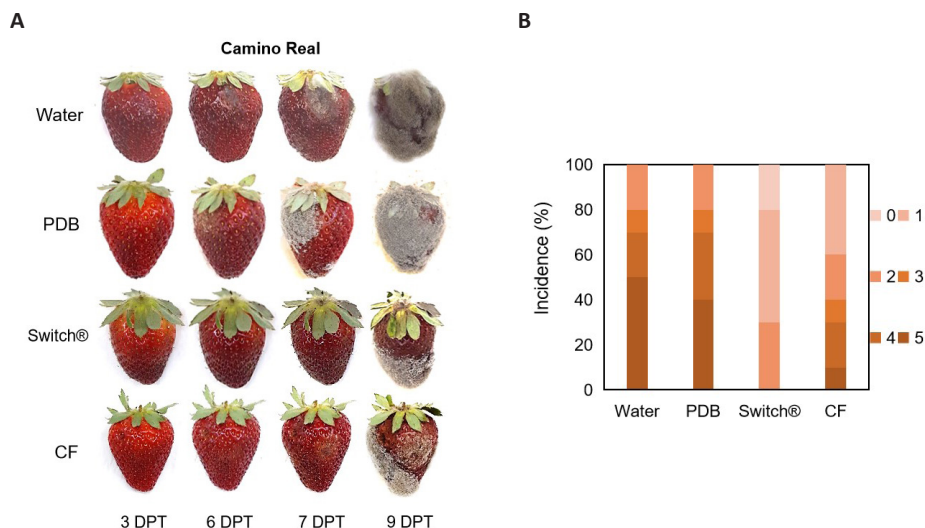 A
B
Camino Real
Water
PDB
Switch®
CF
3 DPT 6 DPT 7 DPT 9 DPT
Incidence (%)
100
80
60
40
20
0
Water PDB Switch® CF
0 1
2 3
4 5